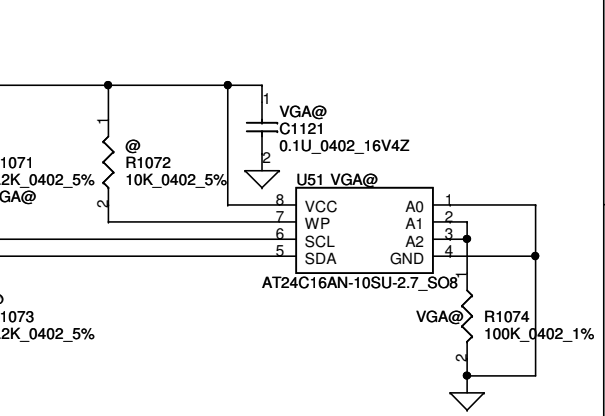 1
VGA@
C1121
0.1U_0402_16V4Z
2
1
@
R1072
10K_0402_5%
2
1071
.2K_0402_5%
GA@
U51 VGA@
8 VCC A0 1
7 WP A1 2
6 SCL A2 3
5 SDA GND 4
AT24C16AN-10SU-2.7_SO8
1
VGA@
R1074
100K_0402_1%
2
1073
.2K_0402_5%